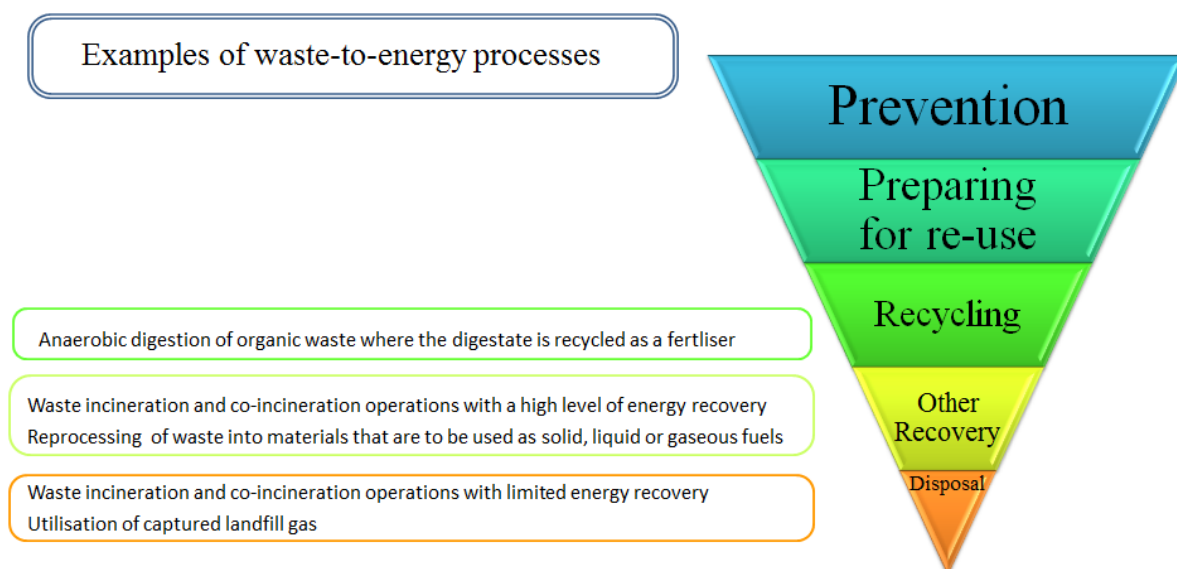 Examples of waste-to-energy processes
Prevention
Preparing
for re-use
Recycling
Anaerobic digestion of organic waste where the digestate is recycled as a fertliser
Other
Recovery
Waste incineration and co-incineration operations with a high level of energy recovery
Reprocessing of waste into materials that are to be used as solid, liquid or gaseous fuels
Disposal
Waste incineration and co-incineration operations with limited energy recovery
Utilisation of captured landfill gas